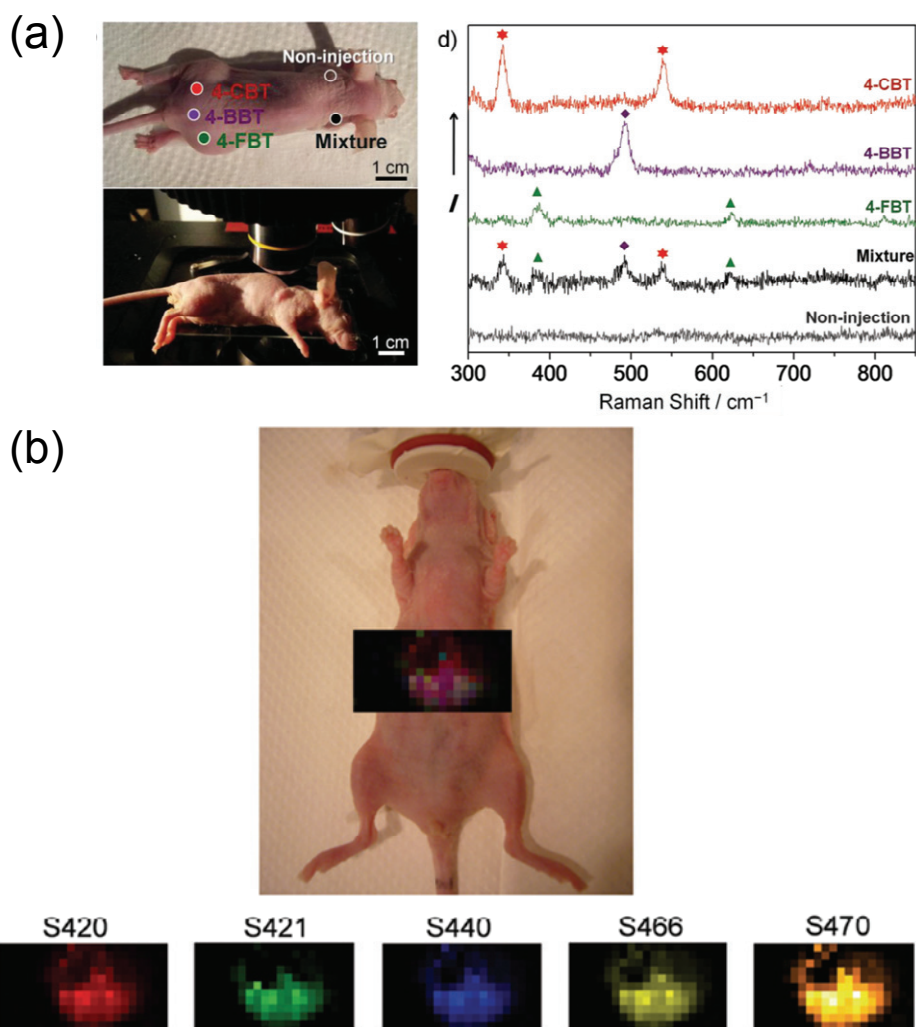 (a)
Non-injection
4-CBT
4-BBT
4-FBT
Mixture
1 cm
1 cm
d)
4-CBT
4-BBT
4-FBT
Mixture
Non-injection
I
300 400 500 600 700 800
Raman Shift / cm⁻¹
(b)
S420 S421 S440 S466 S470